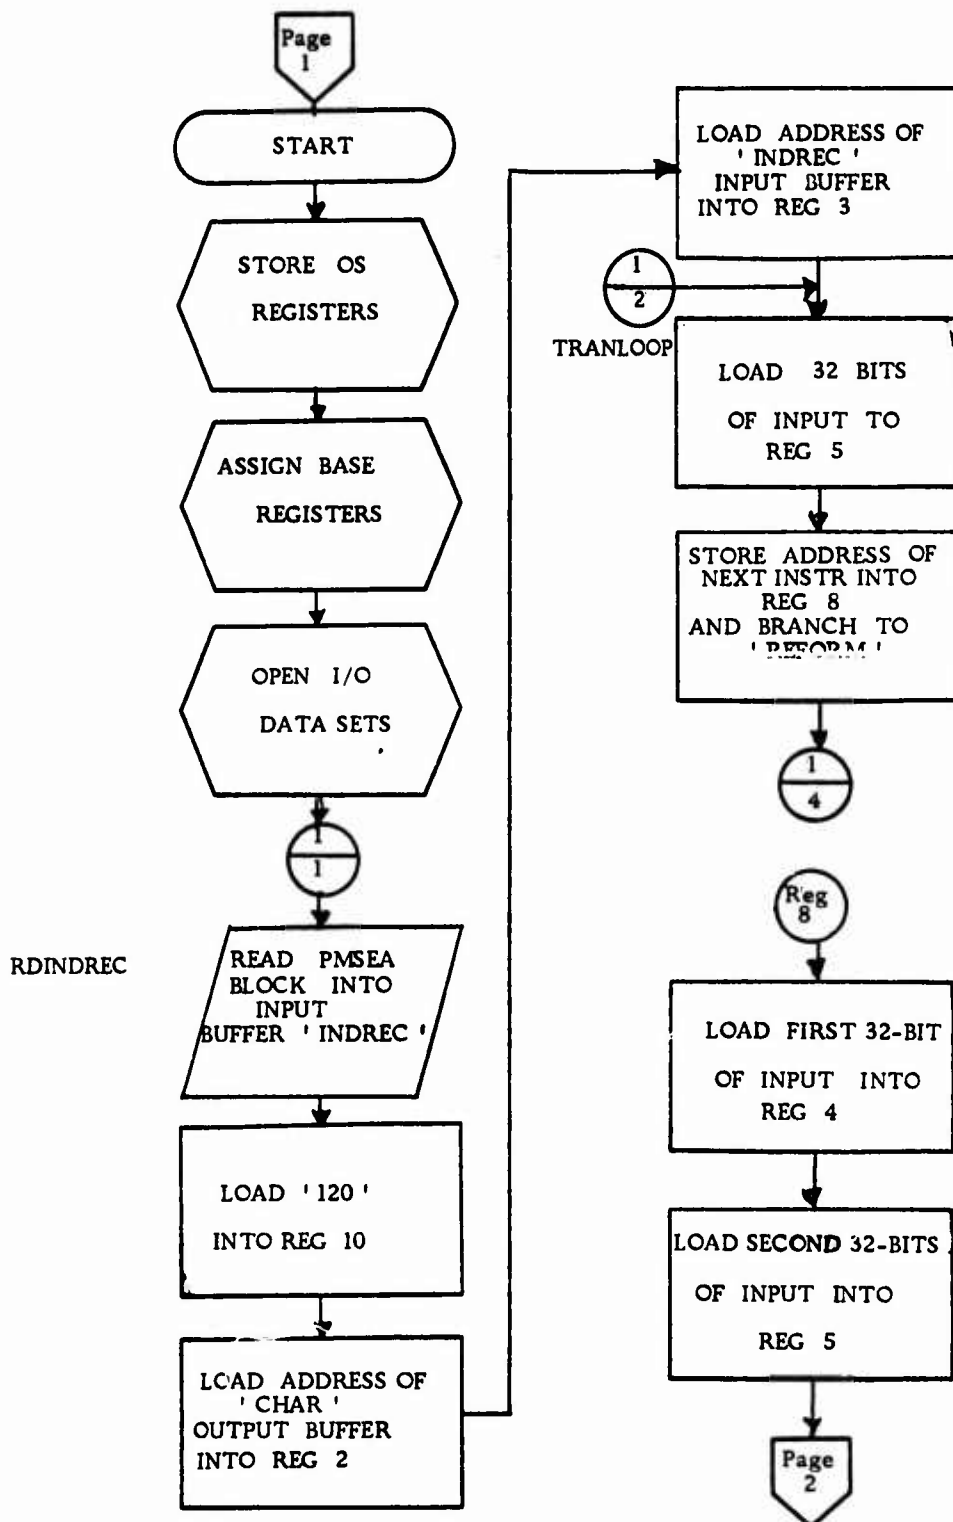 Page
1
START
STORE OS
REGISTERS
ASSIGN BASE
REGISTERS
OPEN I/O
DATA SETS
1
1
RDINDREC
READ PMSEA
BLOCK INTO
INPUT
BUFFER ' INDREC '
LOAD ' 120 '
INTO REG 10
LOAD ADDRESS OF
' CHAR '
OUTPUT BUFFER
INTO REG 2
LOAD ADDRESS OF
' INDREC '
INPUT BUFFER
INTO REG 3
1
2
TRANLOOP
LOAD 32 BITS
OF INPUT TO
REG 5
STORE ADDRESS OF
NEXT INSTR INTO
REG 8
AND BRANCH TO
1
4
Reg
8
LOAD FIRST 32-BIT
OF INPUT INTO
REG 4
LOAD SECOND 32-BITS
OF INPUT INTO
REG 5
Page
2